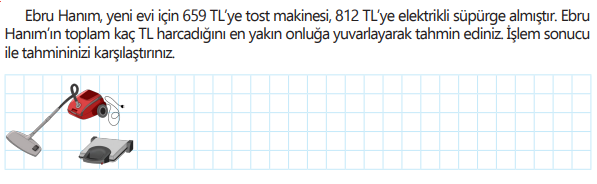 Ebru Hanım, yeni evi için 659 TL'ye tost makinesi, 812 TL'ye elektrikli süpürge almıştır. Ebru
Hanım'ın toplam kaç TL harcadığını en yakın onluğa yuvarlayarak tahmin ediniz. İşlem sonucu
ile tahmininizi karşılaştırınız.